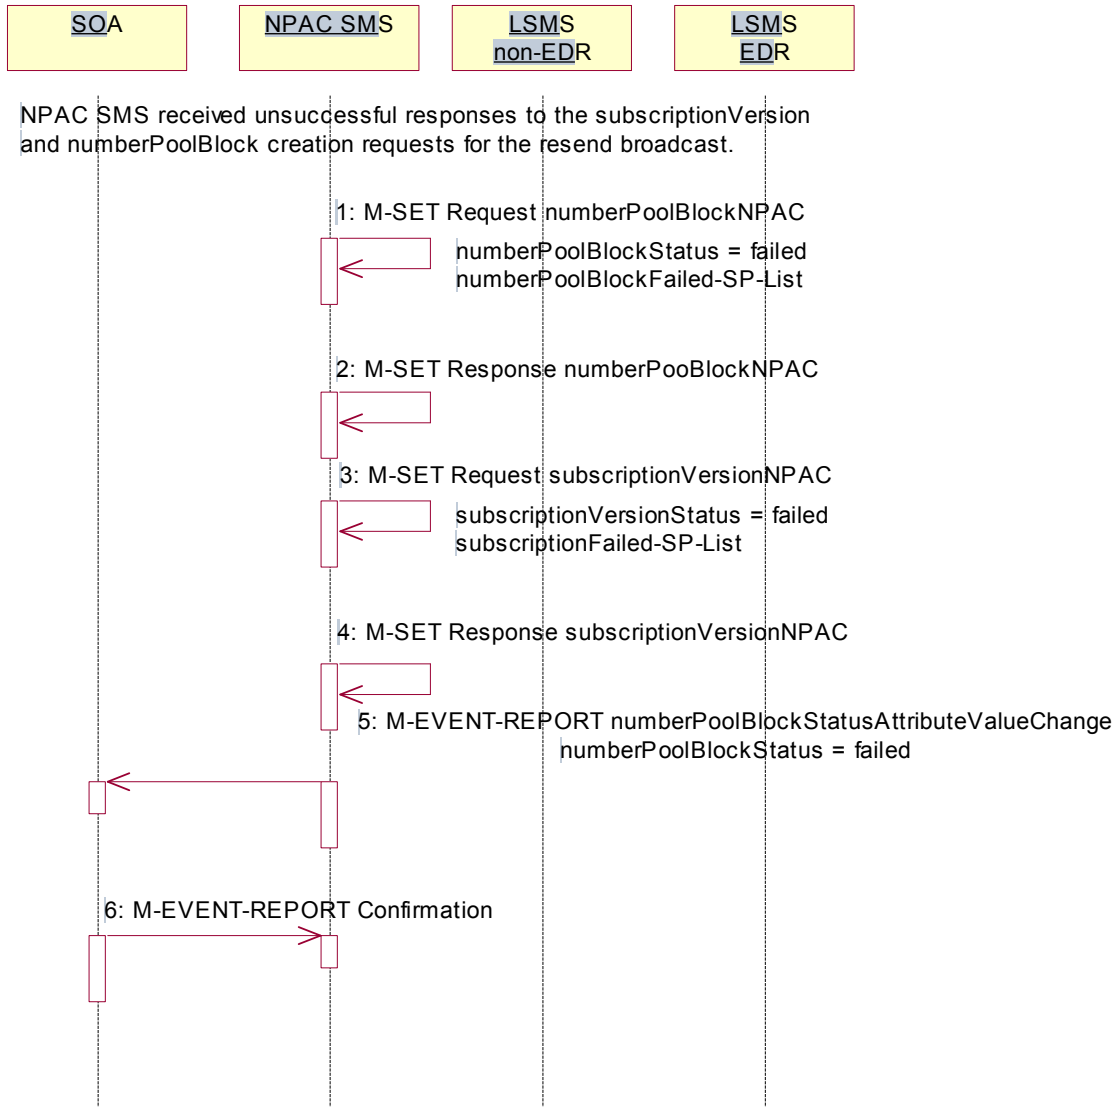 SOA
NPAC SMS
LSMS
non-EDR
LSMS
EDR
NPAC SMS received unsuccessful responses to the subscriptionVersion
and numberPoolBlock creation requests for the resend broadcast.
1: M-SET Request numberPoolBlockNPAC
numberPoolBlockStatus = failed
numberPoolBlockFailed-SP-List
2: M-SET Response numberPooBlockNPAC
3: M-SET Request subscriptionVersionNPAC
subscriptionVersionStatus = failed
subscriptionFailed-SP-List
4: M-SET Response subscriptionVersionNPAC
5: M-EVENT-REPORT numberPoolBlockStatusAttributeValueChange
numberPoolBlockStatus = failed
6: M-EVENT-REPORT Confirmation